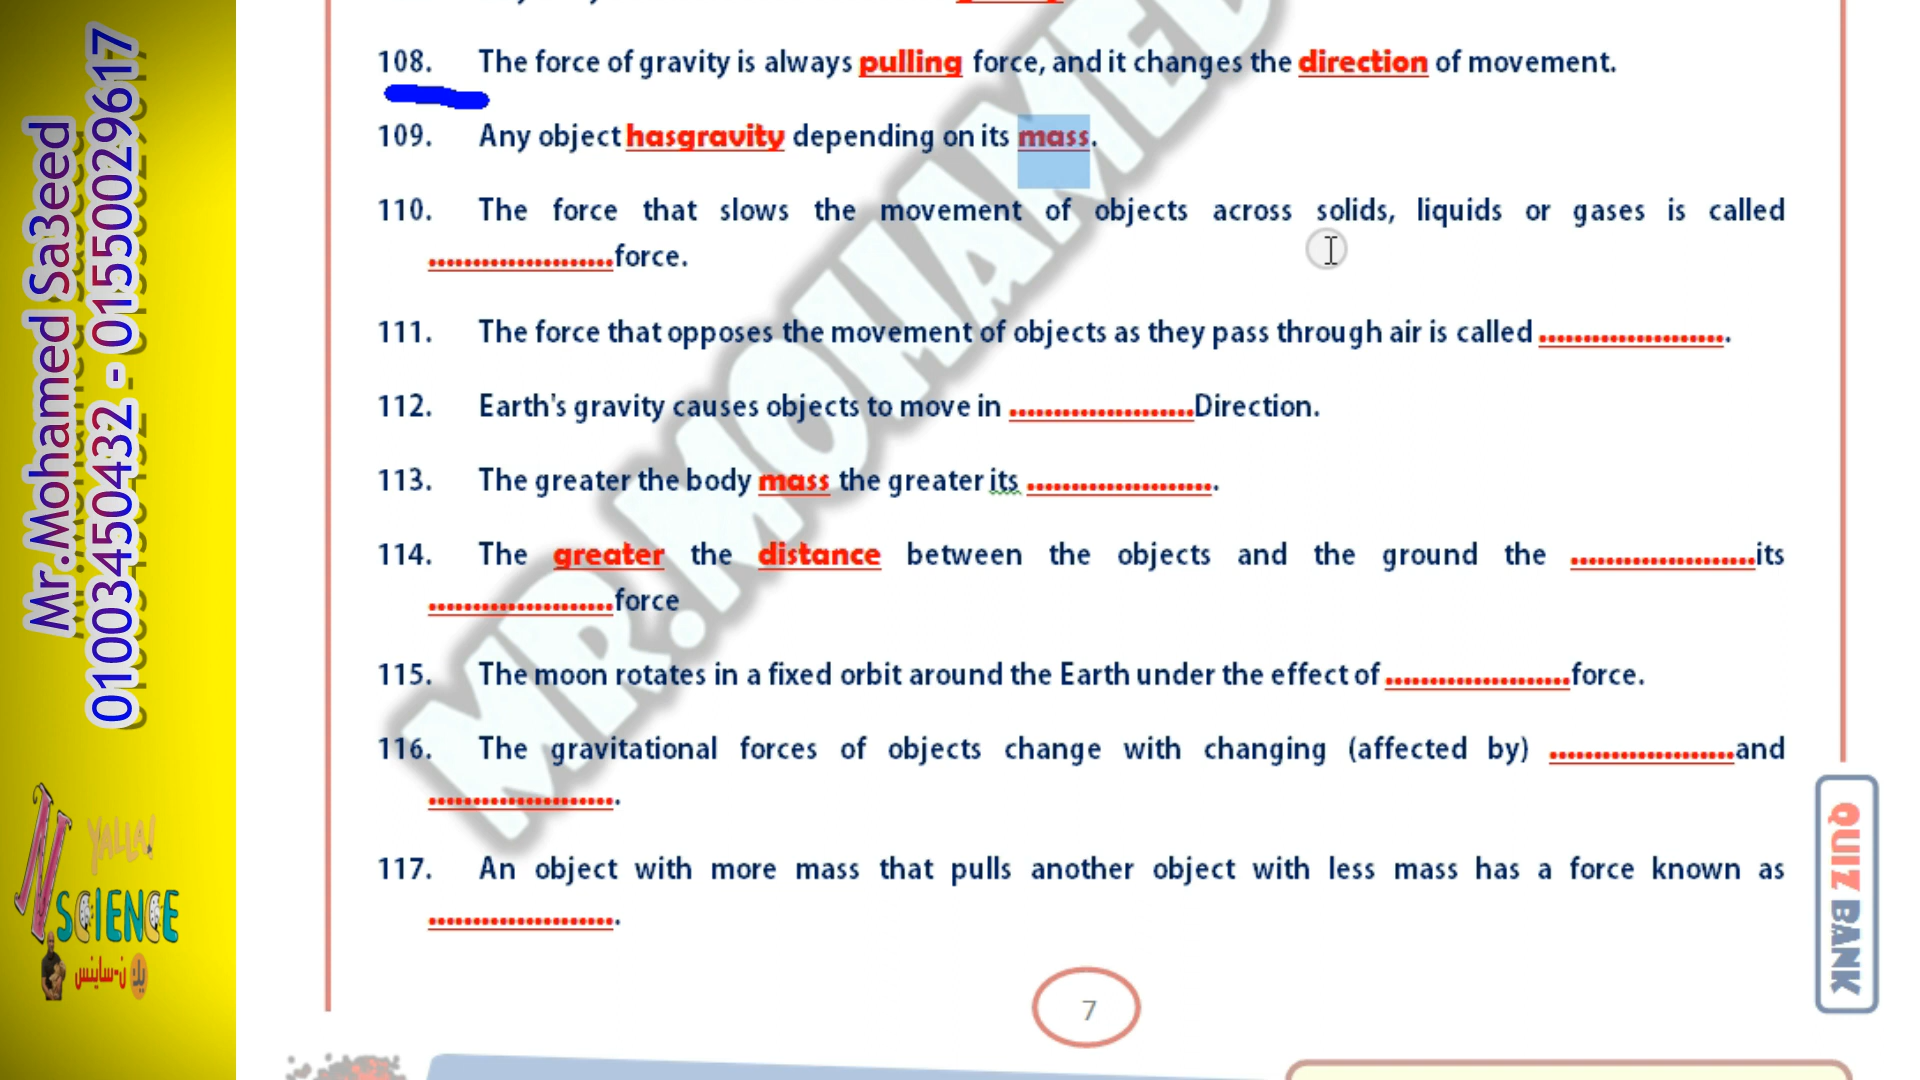 Mr.Mohamed Sa3eed
01003450432 - 01550029617
YALLA!
N
SCIENCE
يلا ن-ساينس
108. The force of gravity is always pulling force, and it changes the direction of movement.
109. Any object hasgravity depending on its mass.
110. The force that slows the movement of objects across solids, liquids or gases is called
.....................force.
111. The force that opposes the movement of objects as they pass through air is called .....................
112. Earth's gravity causes objects to move in .....................Direction.
113. The greater the body mass the greater its .....................
114. The greater the distance between the objects and the ground the .....................its
.....................force
115. The moon rotates in a fixed orbit around the Earth under the effect of .....................force.
116. The gravitational forces of objects change with changing (affected by) .....................and
.....................
117. An object with more mass that pulls another object with less mass has a force known as
.....................
MR.MOHAMED
QUIZ BANK
7